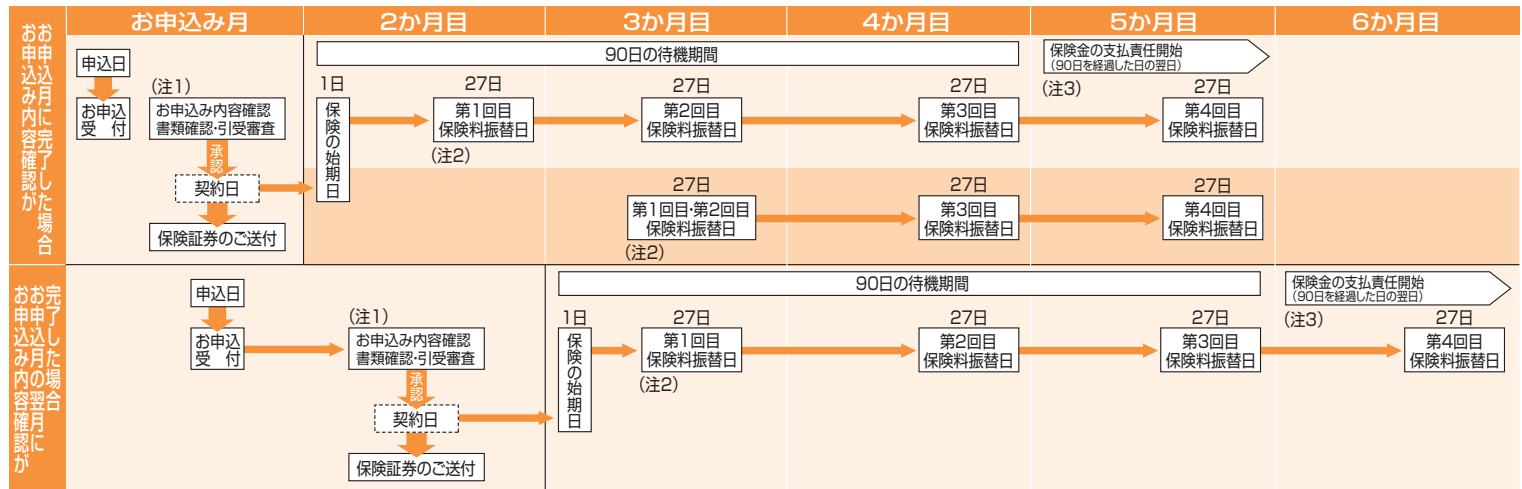 お申込み月
2か月目
3か月目
4か月目
5か月目
6か月目
お申込み内容確認が
お申込月に完了した場合
申込日
お申込
受 付
(注1)
お申込み内容確認
書類確認・引受審査
承認
契約日
保険証券のご送付
90日の待機期間
1日
保険の始期日
27日
第1回目
保険料振替日
(注2)
27日
第2回目
保険料振替日
27日
第3回目
保険料振替日
保険金の支払責任開始
(90日を経過した日の翌日)
(注3)
27日
第4回目
保険料振替日
27日
第1回目・第2回目
保険料振替日
(注2)
27日
第3回目
保険料振替日
27日
第4回目
保険料振替日
お申込み内容確認が
お申込月の翌月に
完了した場合
申込日
お申込
受 付
(注1)
お申込み内容確認
書類確認・引受審査
承認
契約日
保険証券のご送付
90日の待機期間
1日
保険の始期日
27日
第1回目
保険料振替日
(注2)
27日
第2回目
保険料振替日
27日
第3回目
保険料振替日
保険金の支払責任開始
(90日を経過した日の翌日)
(注3)
27日
第4回目
保険料振替日